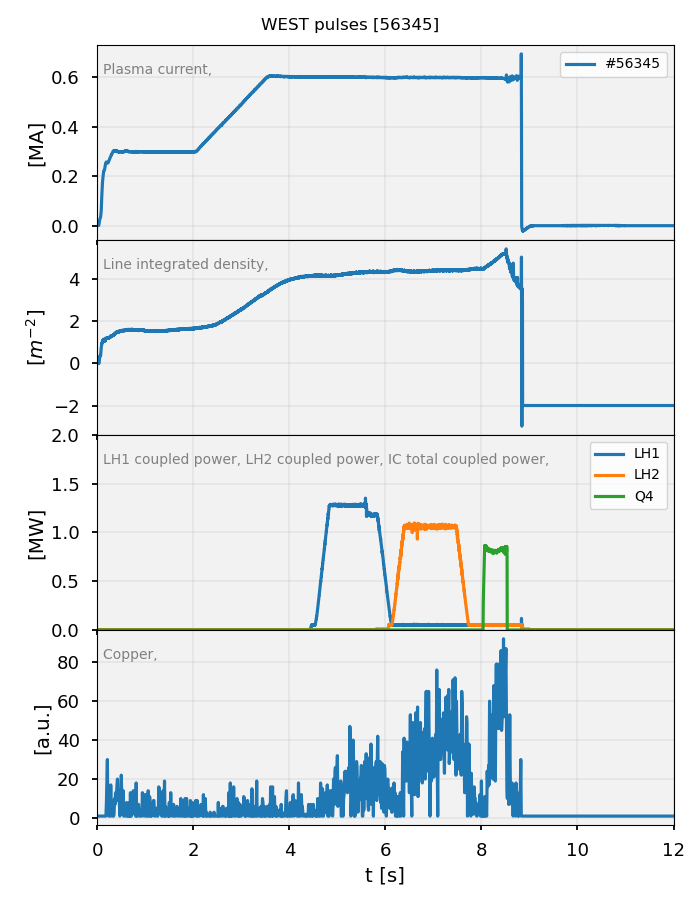 WEST pulses [56345]
Plasma current,
#56345
[MA]
0.6
0.4
0.2
0.0
Line integrated density,
[m⁻²]
4
2
0
−2
LH1 coupled power, LH2 coupled power, IC total coupled power,
LH1
LH2
Q4
[MW]
2.0
1.5
1.0
0.5
0.0
Copper,
[a.u.]
80
60
40
20
0
0 2 4 6 8 10 12
t [s]